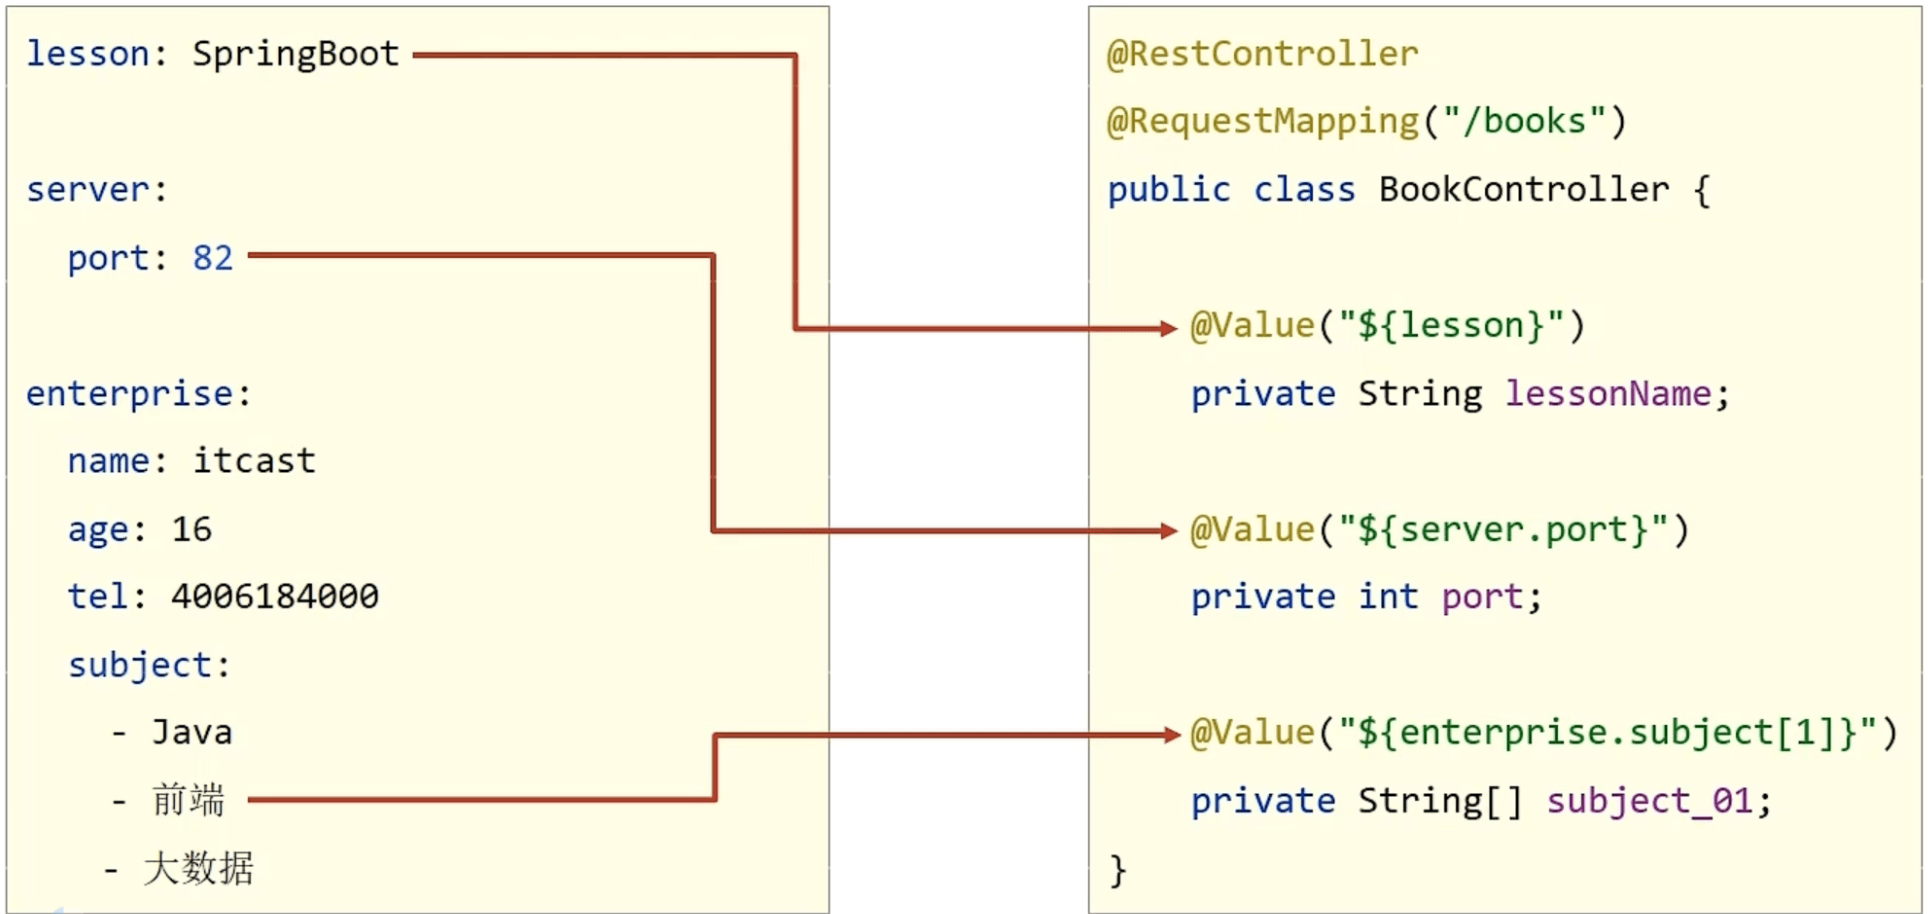 lesson: SpringBoot
server:
port: 82
enterprise:
name: itcast
age: 16
tel: 4006184000
subject:
- Java
- 前端
- 大数据
@RestController
@RequestMapping("/books")
public class BookController {
@Value("${lesson}")
private String lessonName;
@Value("${server.port}")
private int port;
@Value("${enterprise.subject[1]}")
private String[] subject_01;
}